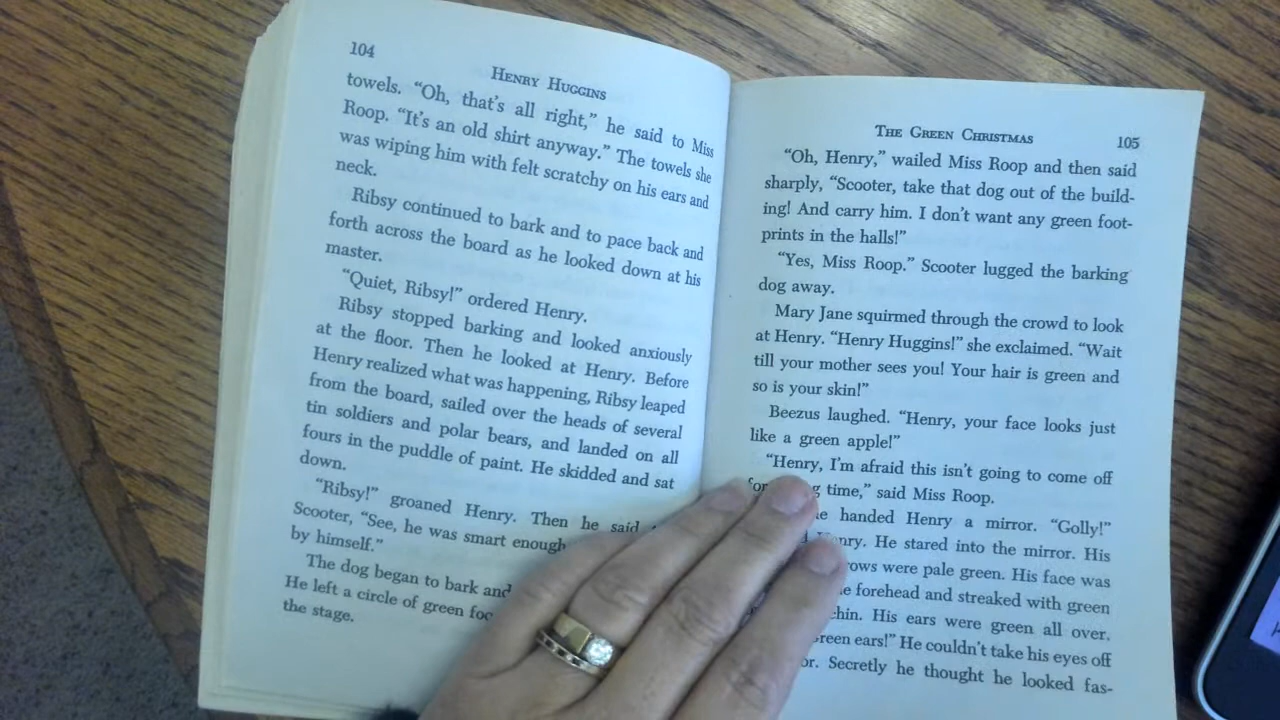 104
HENRY HUGGINS
towels. “Oh, that’s all right,” he said to Miss
Roop. “It’s an old shirt anyway.” The towels she
was wiping him with felt scratchy on his ears and
neck.
Ribsy continued to bark and to pace back and
forth across the board as he looked down at his
master.
“Quiet, Ribsy!” ordered Henry.
Ribsy stopped barking and looked anxiously
at the floor. Then he looked at Henry. Before
Henry realized what was happening, Ribsy leaped
from the board, sailed over the heads of several
tin soldiers and polar bears, and landed on all
fours in the puddle of paint. He skidded and sat
down.
“Ribsy!” groaned Henry. Then he said
Scooter, “See, he was smart enough
by himself.”
The dog began to bark and
He left a circle of green
the stage.
THE GREEN CHRISTMAS
105
“Oh, Henry,” wailed Miss Roop and then said
sharply, “Scooter, take that dog out of the build-
ing! And carry him. I don’t want any green foot-
prints in the halls!”
“Yes, Miss Roop.” Scooter lugged the barking
dog away.
Mary Jane squirmed through the crowd to look
at Henry. “Henry Huggins!” she exclaimed. “Wait
till your mother sees you! Your hair is green and
so is your skin!”
Beezus laughed. “Henry, your face looks just
like a green apple!”
“Henry, I’m afraid this isn’t going to come off
for time,” said Miss Roop.
handed Henry a mirror. “Golly!”
Henry. He stared into the mirror. His
were pale green. His face was
forehead and streaked with green
chin. His ears were green all over.
ears!” He couldn’t take his eyes off
Secretly he thought he looked fas-